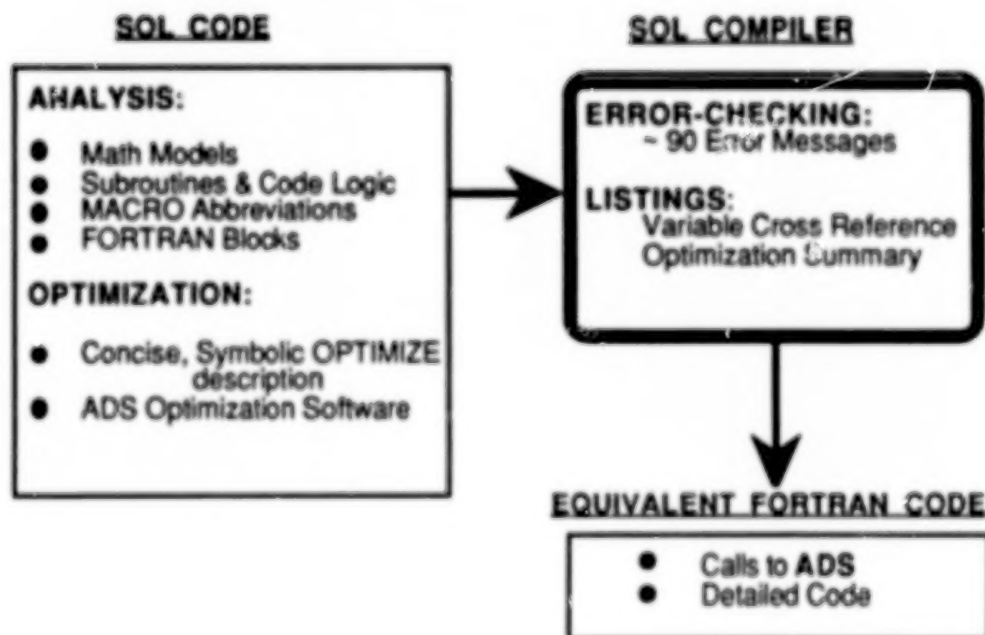 SOL CODE
ANALYSIS:
● Math Models
● Subroutines & Code Logic
● MACRO Abbreviations
● FORTRAN Blocks
OPTIMIZATION:
● Concise, Symbolic OPTIMIZE
description
● ADS Optimization Software
SOL COMPILER
ERROR-CHECKING:
~ 90 Error Messages
LISTINGS:
Variable Cross Reference
Optimization Summary
EQUIVALENT FORTRAN CODE
● Calls to ADS
● Detailed Code